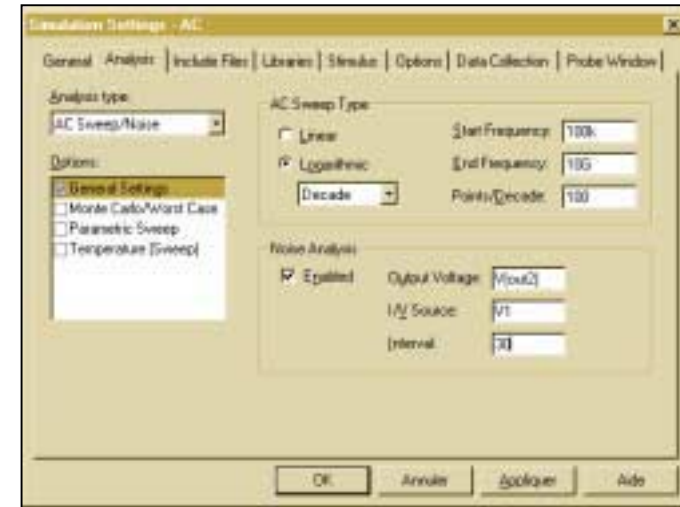 Simulation Settings - AC
General Analysis Include Files Libraries Stimulus Options Data Collection Probe Window
Analysis type:
AC Sweep/Noise
Options:
General Settings
Monte Carlo/Worst Case
Parametric Sweep
Temperature (Sweep)
AC Sweep Type
Linear
Logarithmic
Decade
Start Frequency: 100k
End Frequency: 10G
Points/Decade: 100
Noise Analysis
Enabled
Output Voltage: V(out2)
I/V Source: V1
Interval: 30
OK Annuler Appliquer Aide